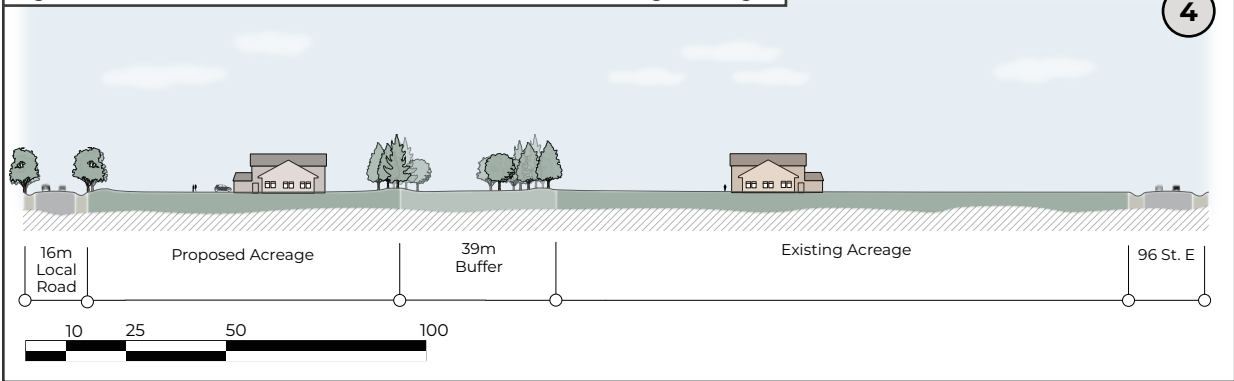 4
16m
Local
Road
Proposed Acreage
39m
Buffer
Existing Acreage
96 St. E
10 25 50 100